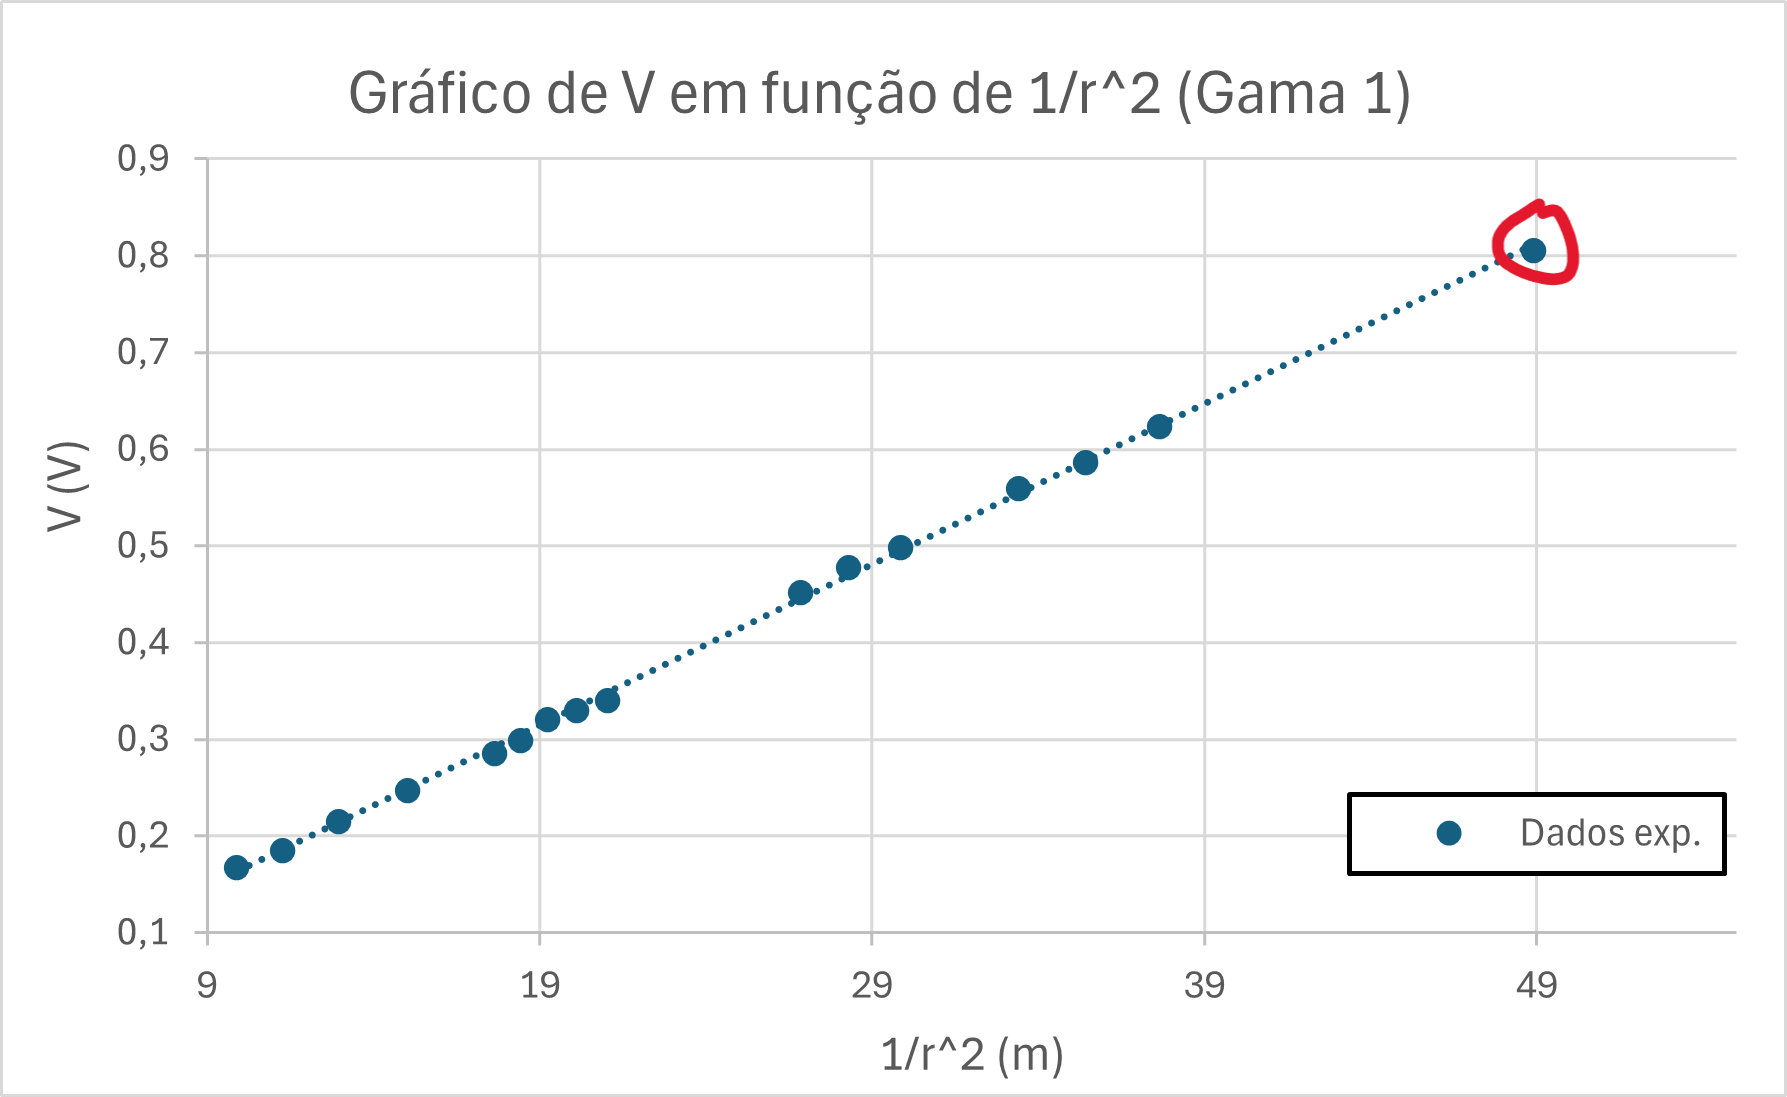 Gráfico de V em função de 1/r^2 (Gama 1)
0,9
0,8
0,7
0,6
0,5
0,4
0,3
0,2
0,1
V (V)
9 19 29 39 49
1/r^2 (m)
Dados exp.